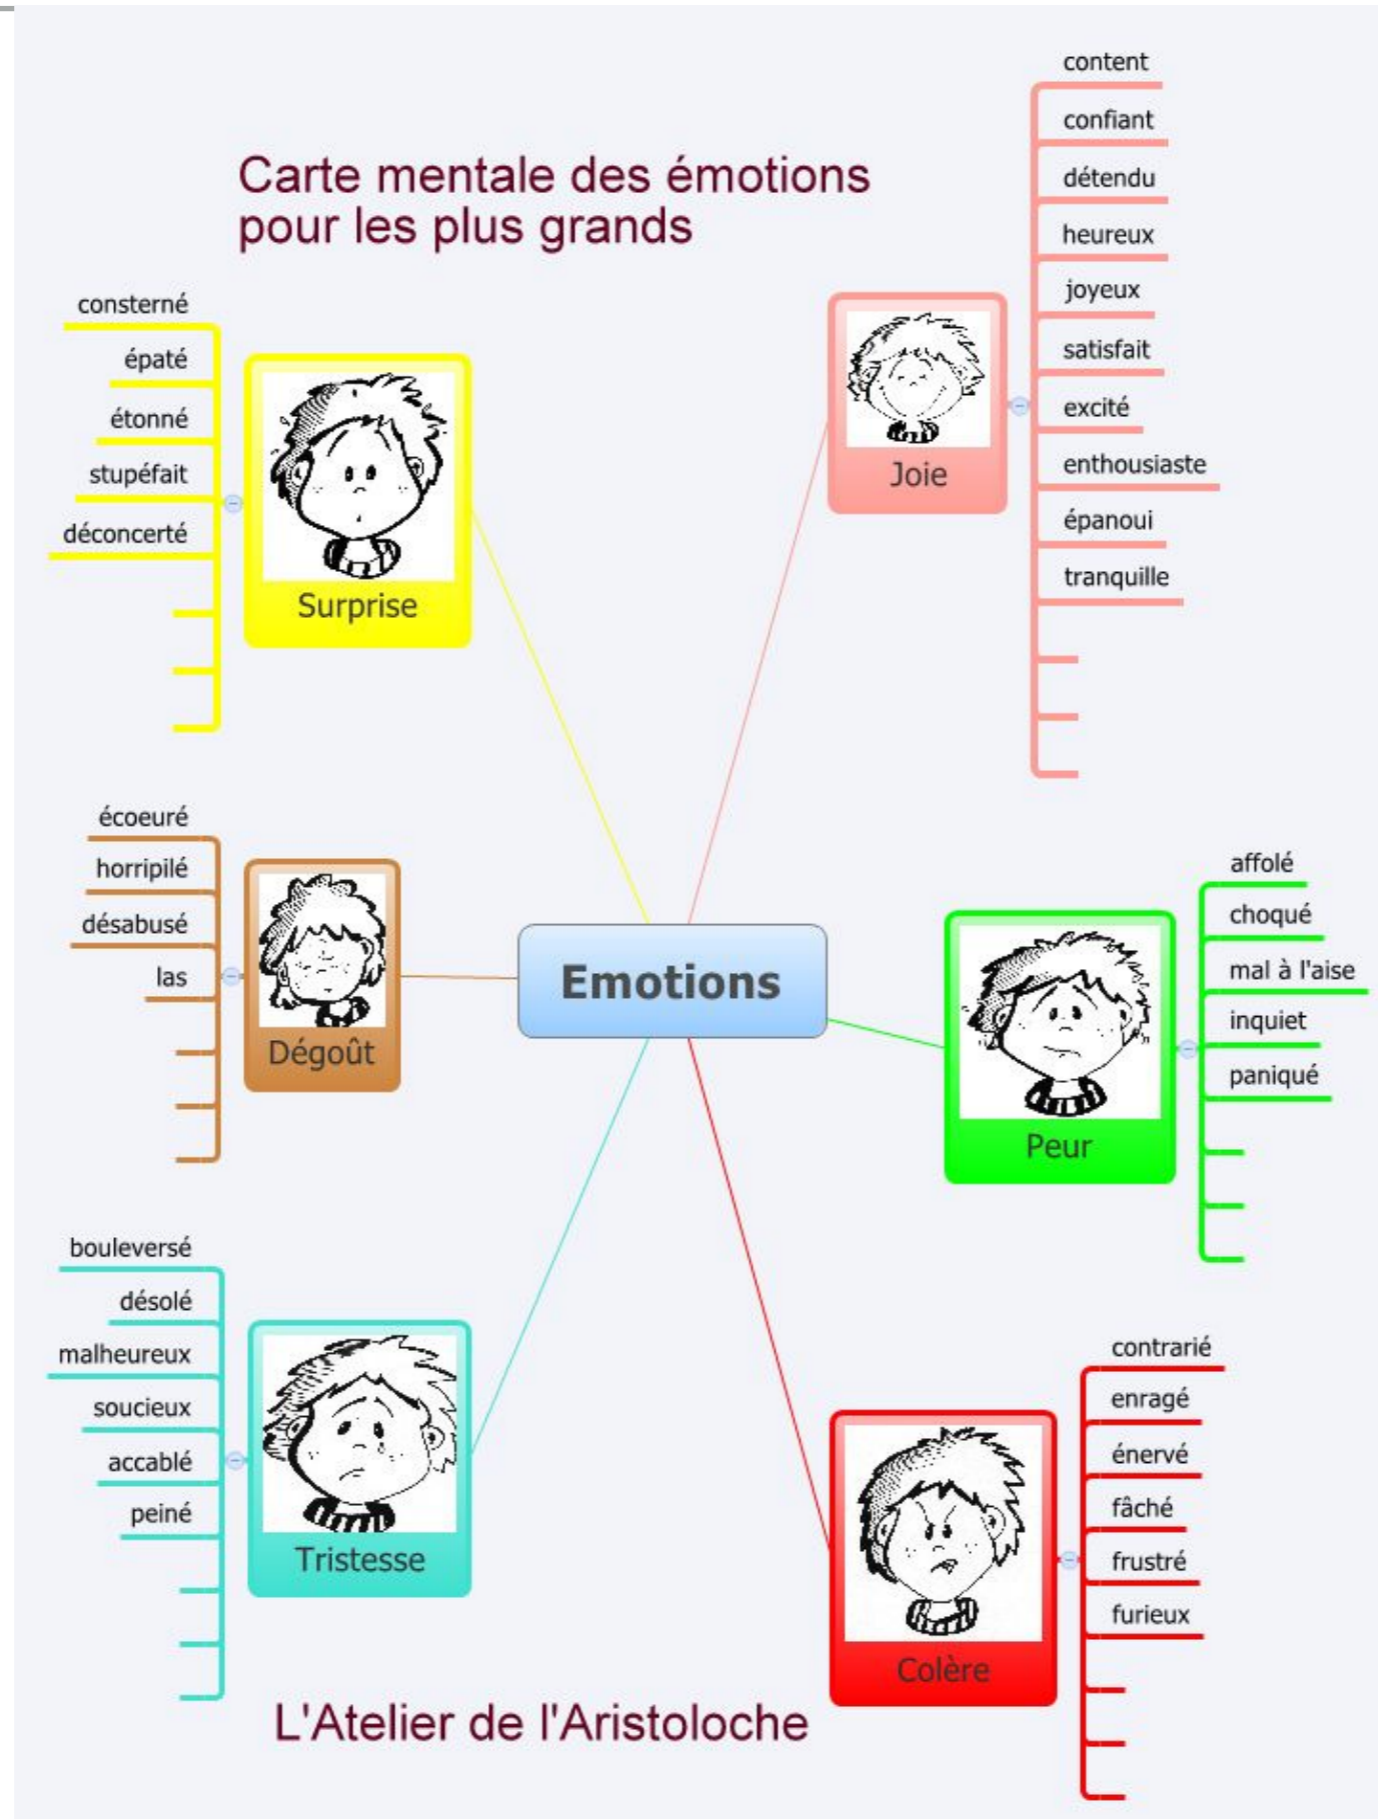 Carte mentale des émotions
pour les plus grands
consterné
épaté
étonné
stupéfait
déconcerté
Surprise
content
confiant
détendu
heureux
joyeux
satisfait
excité
enthousiaste
épanoui
tranquille
Joie
écoeuré
horripilé
désabusé
las
Dégoût
Emotions
affolé
choqué
mal à l'aise
inquiet
paniqué
Peur
bouleversé
désolé
malheureux
soucieux
accablé
peiné
Tristesse
contrarié
enragé
énervé
fâché
frustré
furieux
Colère
L'Atelier de l'Aristoloche